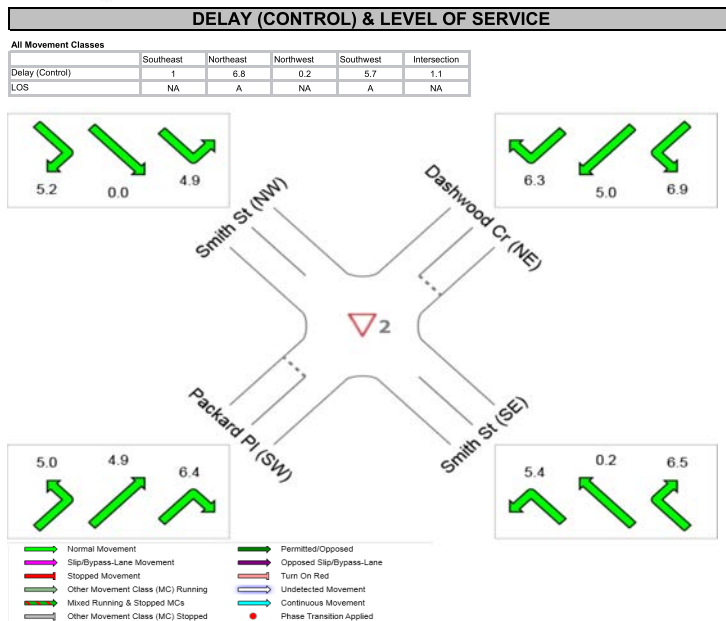 DELAY (CONTROL) & LEVEL OF SERVICE
All Movement Classes
Southeast Northeast Northwest Southwest Intersection
Delay (Control) 1 6.8 0.2 5.7 1.1
LOS NA A NA A NA
5.2 0.0 4.9
6.3 5.0 6.9
Smith St (NW)
Dashwood Cr (NE)
2
Packard Pl (SW)
Smith St (SE)
5.0 4.9 6.4
5.4 0.2 6.5
Normal Movement Permitted/Opposed
Slip/Bypass-Lane Movement Opposed Slip/Bypass-Lane
Stopped Movement Turn On Red
Other Movement Class (MC) Running Undetected Movement
Mixed Running & Stopped MCs Continuous Movement
Other Movement Class (MC) Stopped Phase Transition Applied